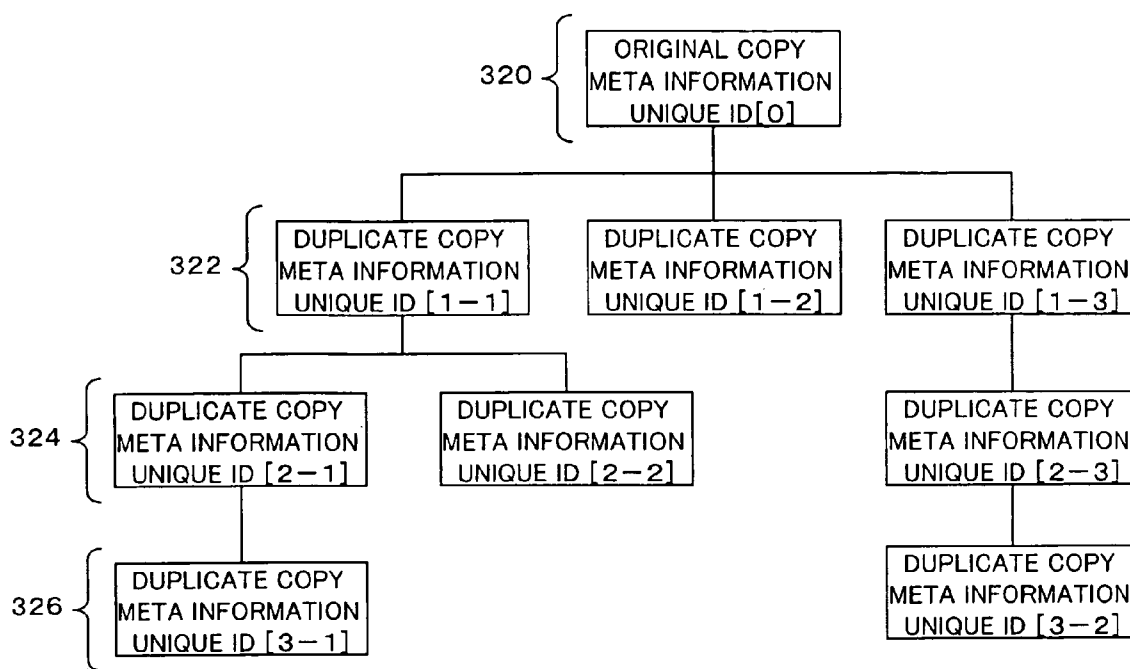 320
ORIGINAL COPY
META INFORMATION
UNIQUE ID[0]
322
DUPLICATE COPY
META INFORMATION
UNIQUE ID [1-1]
DUPLICATE COPY
META INFORMATION
UNIQUE ID [1-2]
DUPLICATE COPY
META INFORMATION
UNIQUE ID [1-3]
324
DUPLICATE COPY
META INFORMATION
UNIQUE ID [2-1]
DUPLICATE COPY
META INFORMATION
UNIQUE ID [2-2]
DUPLICATE COPY
META INFORMATION
UNIQUE ID [2-3]
326
DUPLICATE COPY
META INFORMATION
UNIQUE ID [3-1]
DUPLICATE COPY
META INFORMATION
UNIQUE ID [3-2]